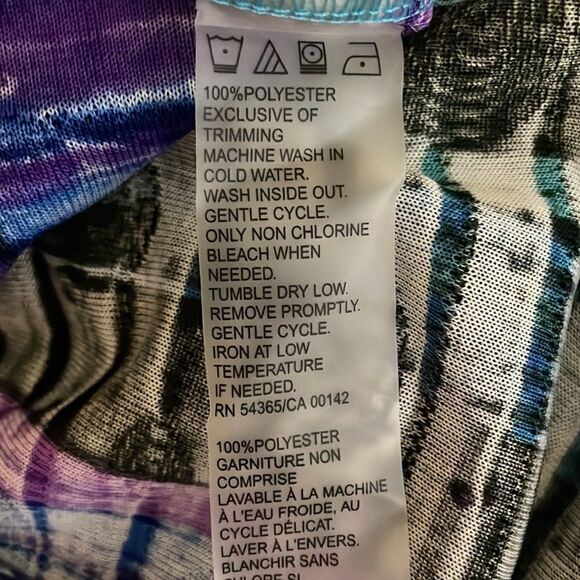 100%POLYESTER
EXCLUSIVE OF
TRIMMING
MACHINE WASH IN
COLD WATER.
WASH INSIDE OUT.
GENTLE CYCLE.
ONLY NON CHLORINE
BLEACH WHEN
NEEDED.
TUMBLE DRY LOW.
REMOVE PROMPTLY.
GENTLE CYCLE.
IRON AT LOW
TEMPERATURE
IF NEEDED.
RN 54365/CA 00142
100%POLYESTER
GARNITURE NON
COMPRISE
LAVABLE À LA MACHINE
À L'EAU FROIDE, AU
CYCLE DÉLICAT.
LAVER À L'ENVERS.
BLANCHIR SANS
CHLORE SI